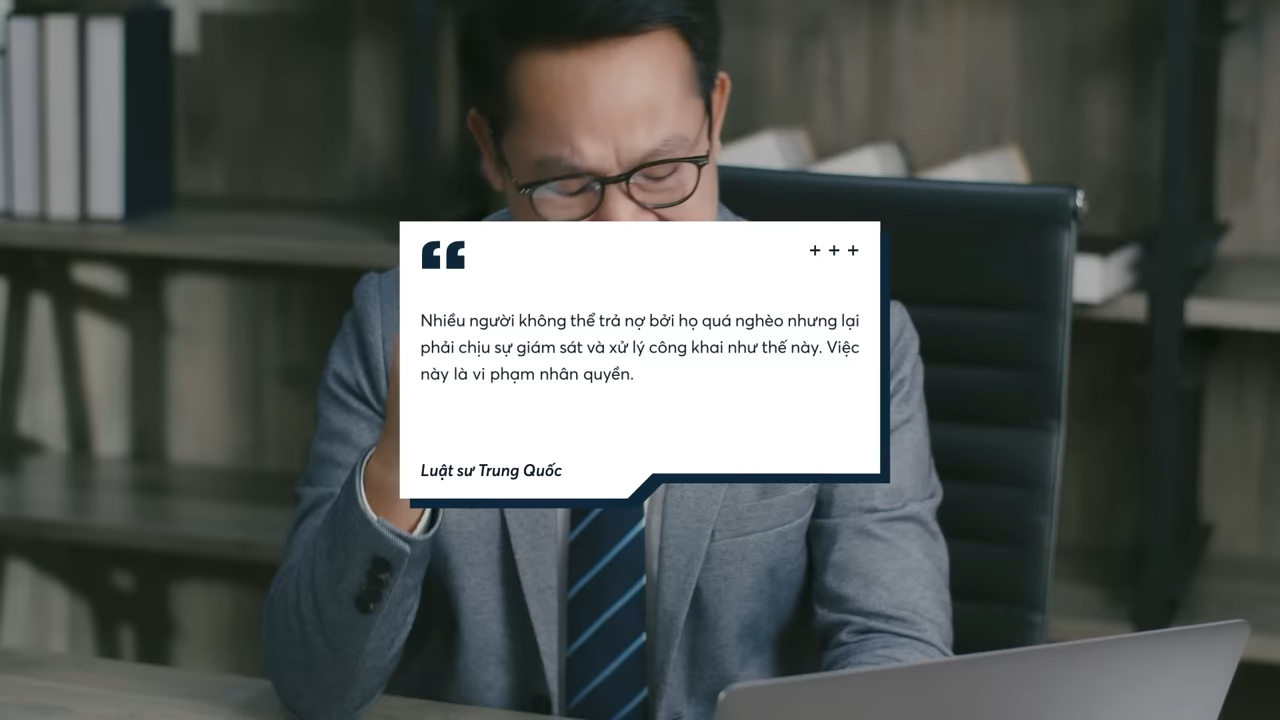 Nhiều người không thể trả nợ bởi họ quá nghèo nhưng lại
phải chịu sự giám sát và xử lý công khai như thế này. Việc
này là vi phạm nhân quyền.
Luật sư Trung Quốc